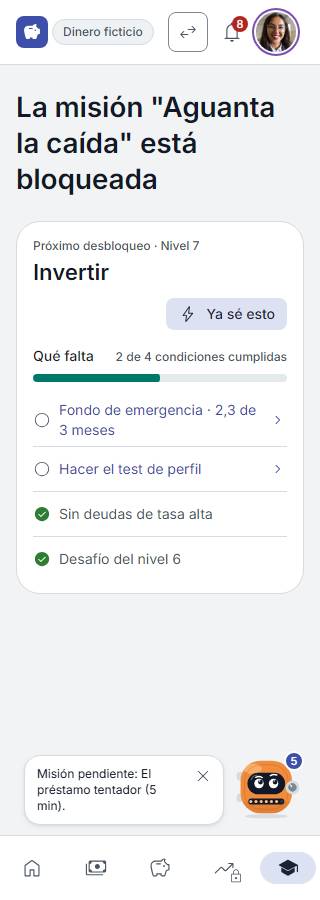 Dinero ficticio
8
La misión "Aguanta
la caída" está
bloqueada
Próximo desbloqueo · Nivel 7
Invertir
Ya sé esto
Qué falta
2 de 4 condiciones cumplidas
Fondo de emergencia · 2,3 de
3 meses
Hacer el test de perfil
Sin deudas de tasa alta
Desafío del nivel 6
Misión pendiente: El
préstamo tentador (5
min).
5